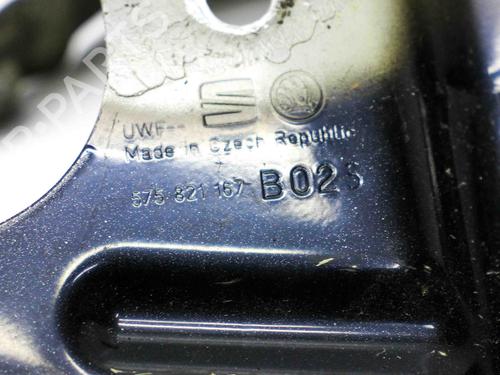 UWF--
Made in Czech Republic
575 821 167 B02S